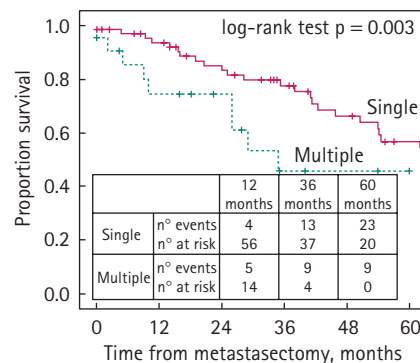 log-rank test p = 0.003
Proportion survival
1.0
0.8
0.6
0.4
0.2
0.0
Single
Multiple
12 months 36 months 60 months
Single n° events 4 13 23
n° at risk 56 37 20
Multiple n° events 5 9 9
n° at risk 14 4 0
0 12 24 36 48 60
Time from metastasectomy, months